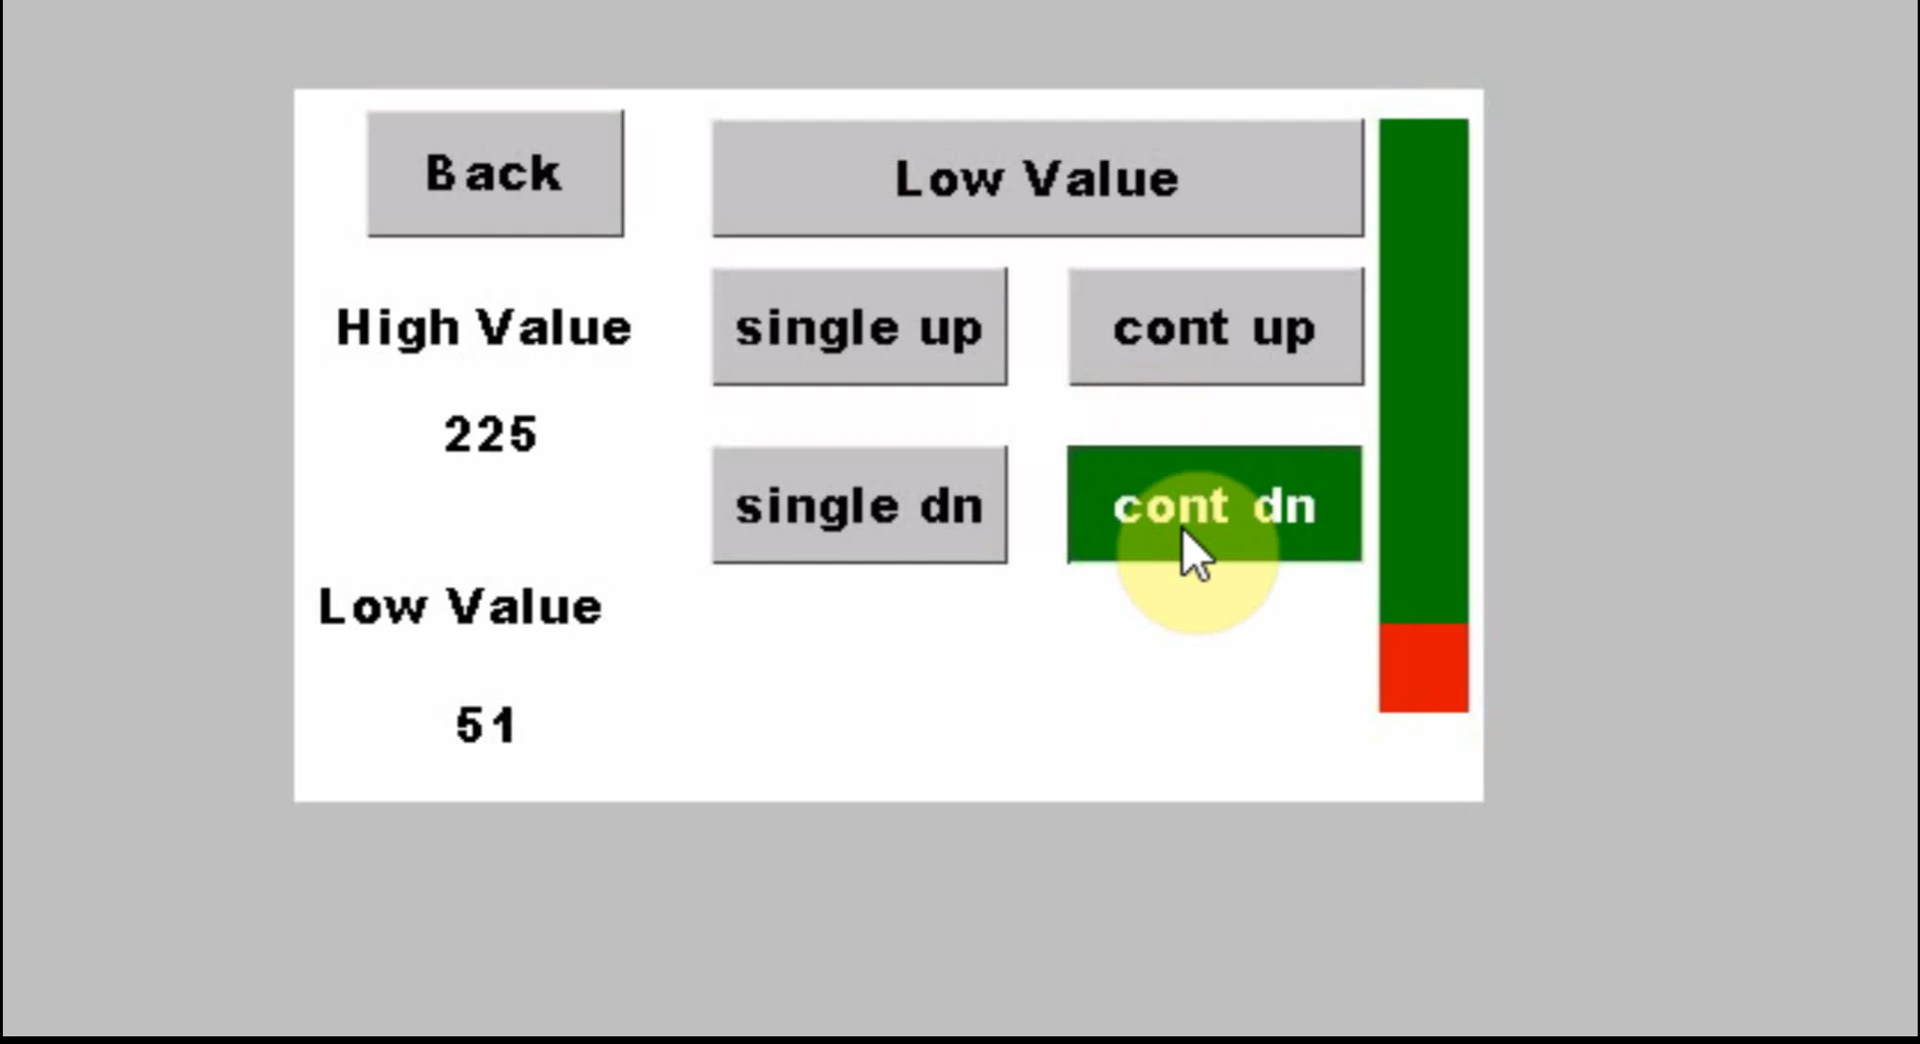 Back
Low Value
High Value
single up
cont up
225
single dn
cont dn
Low Value
51